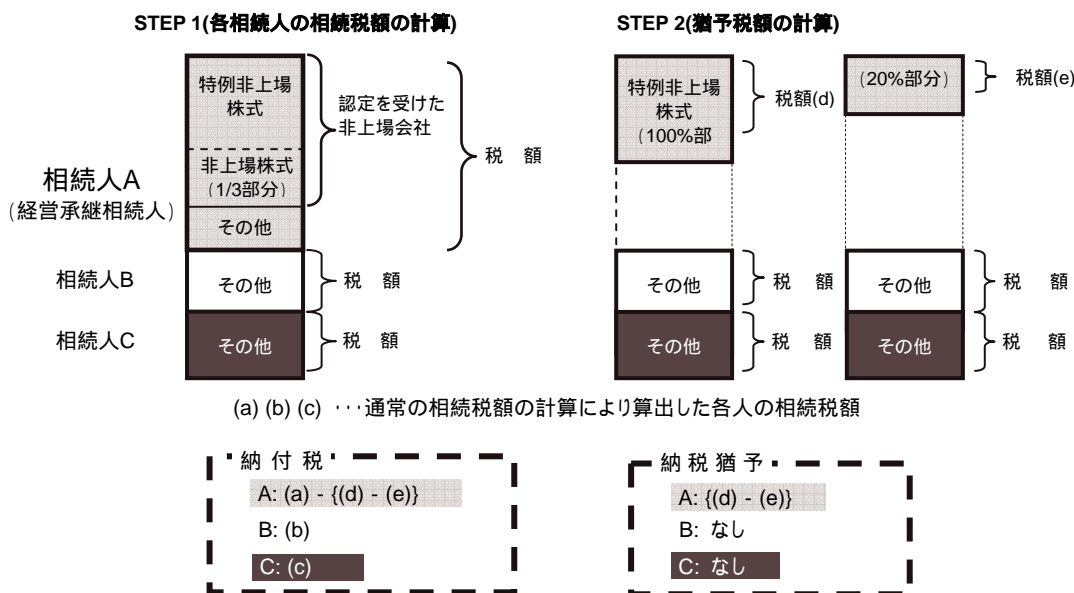 STEP 1(各相続人の相続税額の計算)
特例非上場
株式
非上場株式
(1/3部分)
その他
その他
その他
認定を受けた
非上場会社
税 額
税 額
税 額
相続人A
(経営承継相続人)
相続人B
相続人C
STEP 2(猶予税額の計算)
特例非上場
株式
(100%部
税額(d)
その他
税 額
その他
税 額
(20%部分)
税額(e)
その他
税 額
その他
税 額
(a) (b) (c) ･･･通常の相続税額の計算により算出した各人の相続税額
納 付 税
A: (a) - {(d) - (e)}
B: (b)
C: (c)
納 税 猶 予
A: {(d) - (e)}
B: なし
C: なし